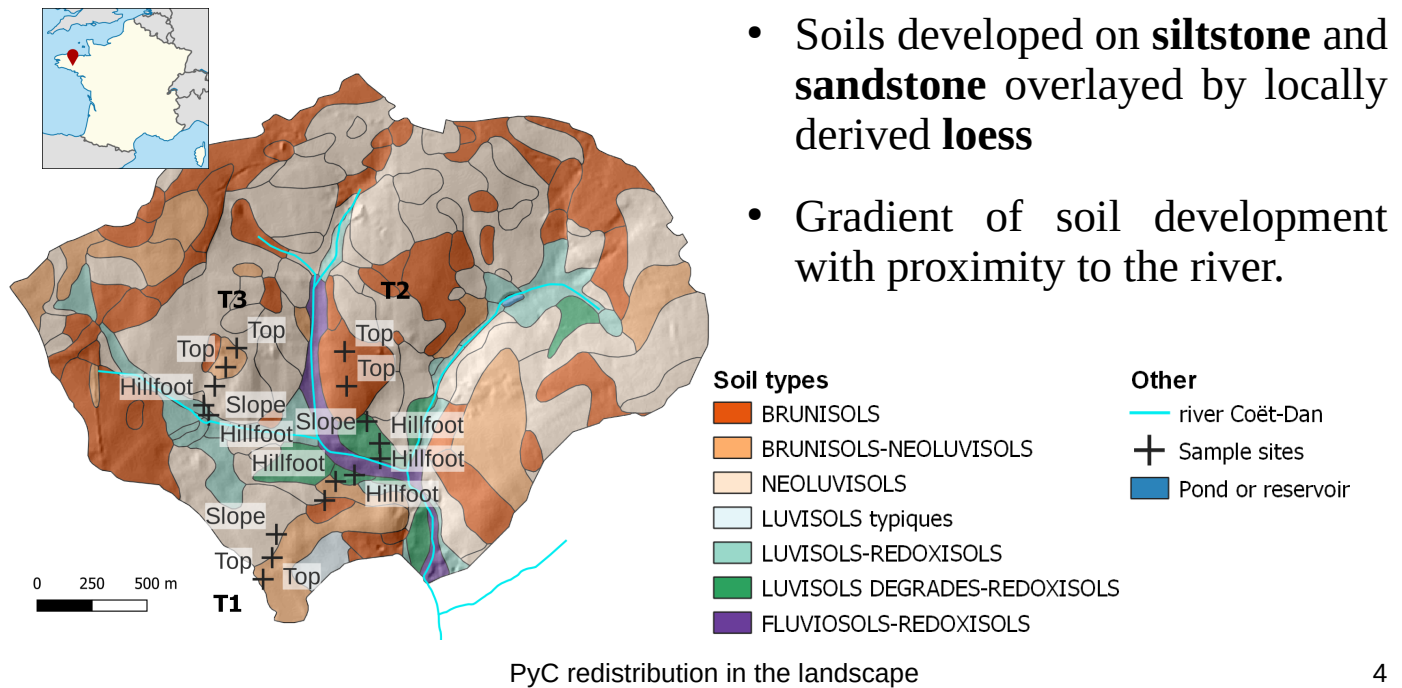 • Soils developed on siltstone and
sandstone overlayed by locally
derived loess
• Gradient of soil development
with proximity to the river.
T3
T2
Top
Top
Top
Top
Hillfoot
Slope
Slope
Hillfoot
Hillfoot
Hillfoot
Hillfoot
Hillfoot
Slope
Top
Top
T1
0 250 500 m
Soil types
BRUNISOLS
BRUNISOLS-NEOLUVISOLS
NEOLUVISOLS
LUVISOLS typiques
LUVISOLS-REDOXISOLS
LUVISOLS DEGRADES-REDOXISOLS
FLUVIOSOLS-REDOXISOLS
Other
river Coët-Dan
Sample sites
Pond or reservoir
PyC redistribution in the landscape
4